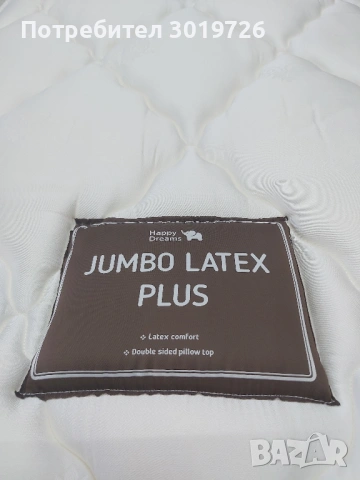 Потребител 3019726
Happy
Dreams
JUMBO LATEX
PLUS
Latex comfort
Double sided pillow top
BAZAR